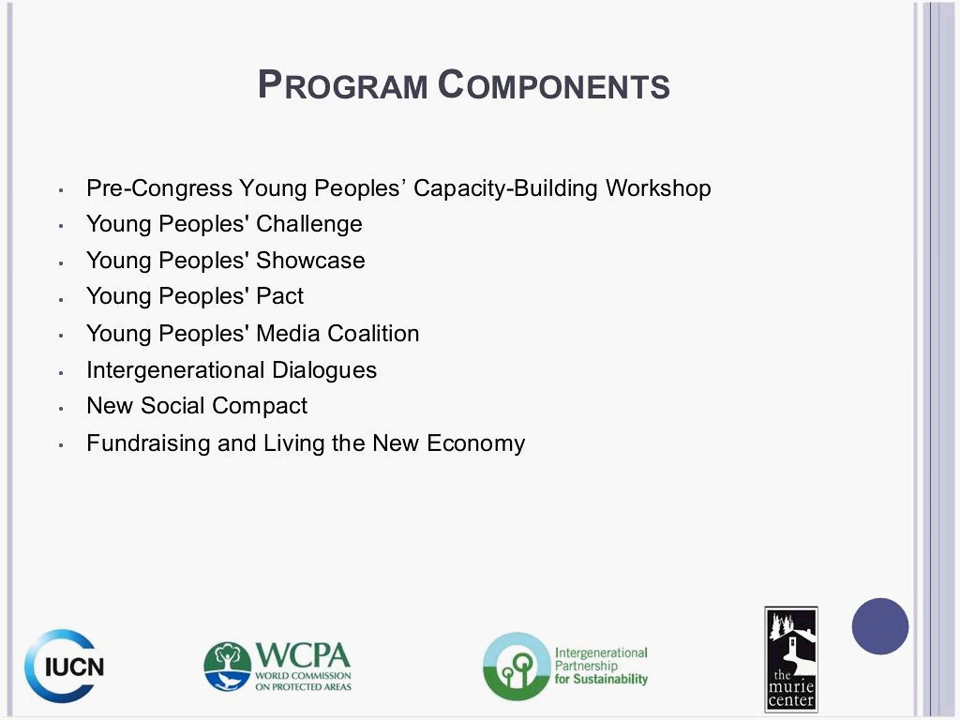 PROGRAM COMPONENTS
• Pre-Congress Young Peoples’ Capacity-Building Workshop
• Young Peoples' Challenge
• Young Peoples' Showcase
• Young Peoples' Pact
• Young Peoples' Media Coalition
• Intergenerational Dialogues
• New Social Compact
• Fundraising and Living the New Economy
IUCN
WCPA
WORLD COMMISSION
ON PROTECTED AREAS
Intergenerational
Partnership
for Sustainability
the
murie
center